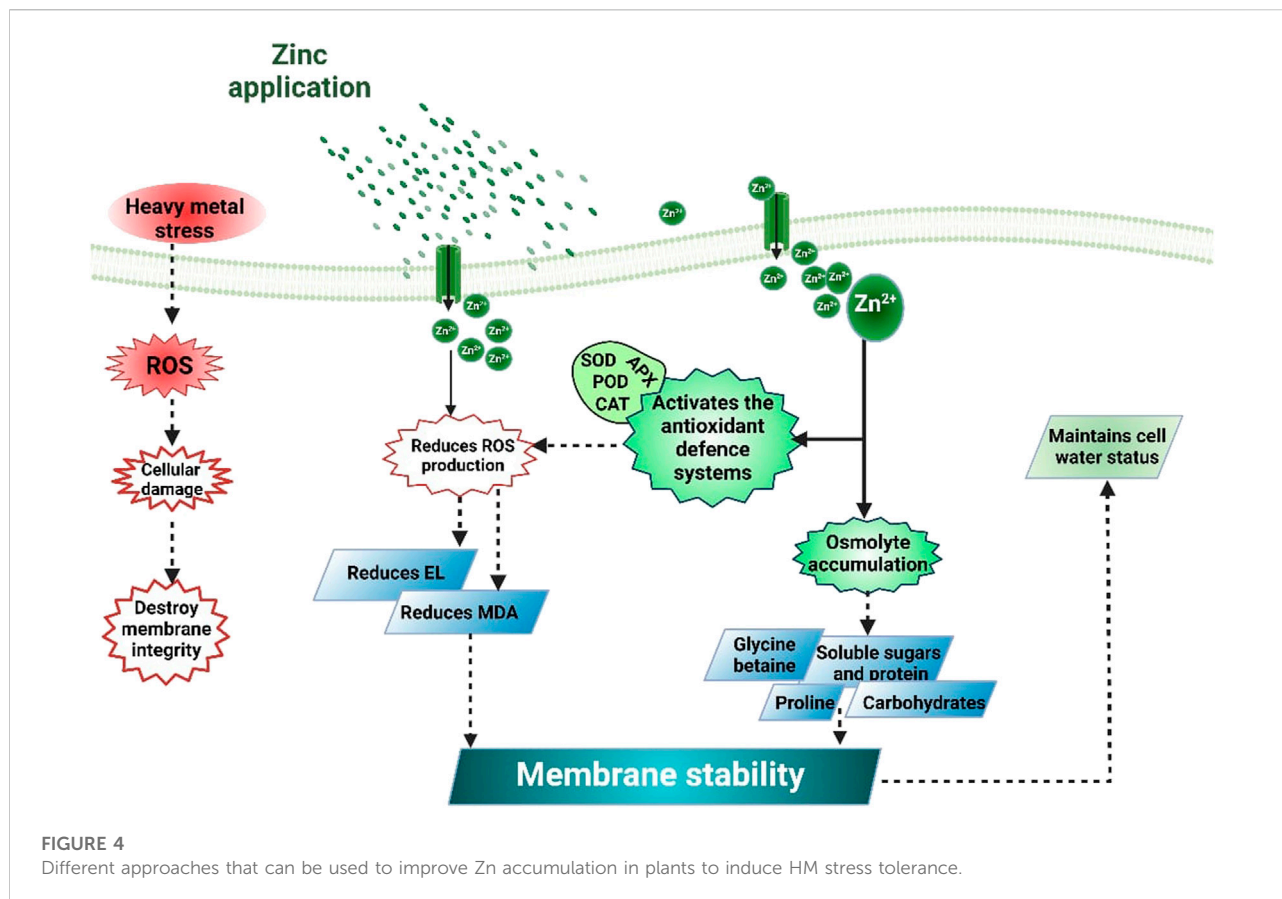 Zinc
application
Heavy metal
stress
ROS
Cellular
damage
Destroy
membrane
integrity
Zn²⁺
Zn²⁺
Zn²⁺
Zn²⁺
Zn²⁺
Reduces ROS
production
Reduces EL
Reduces MDA
SOD
APX
POD
CAT
Activates the
antioxidant
defence
systems
Zn²⁺
Zn²⁺
Zn²⁺
Zn²⁺
Zn²⁺
Zn²⁺
Zn²⁺
Zn²⁺
Osmolyte
accumulation
Glycine
betaine
Soluble sugars
and protein
Proline
Carbohydrates
Maintains cell
water status
Membrane stability
FIGURE 4
Different approaches that can be used to improve Zn accumulation in plants to induce HM stress tolerance.